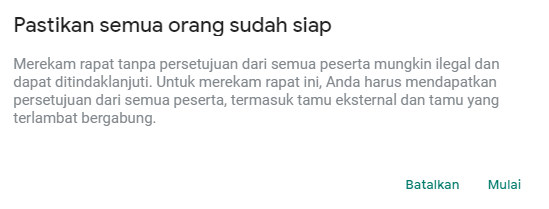 Pastikan semua orang sudah siap
Merekam rapat tanpa persetujuan dari semua peserta mungkin ilegal dan
dapat ditindaklanjuti. Untuk merekam rapat ini, Anda harus mendapatkan
persetujuan dari semua peserta, termasuk tamu eksternal dan tamu yang
terlambat bergabung.
Batalkan Mulai